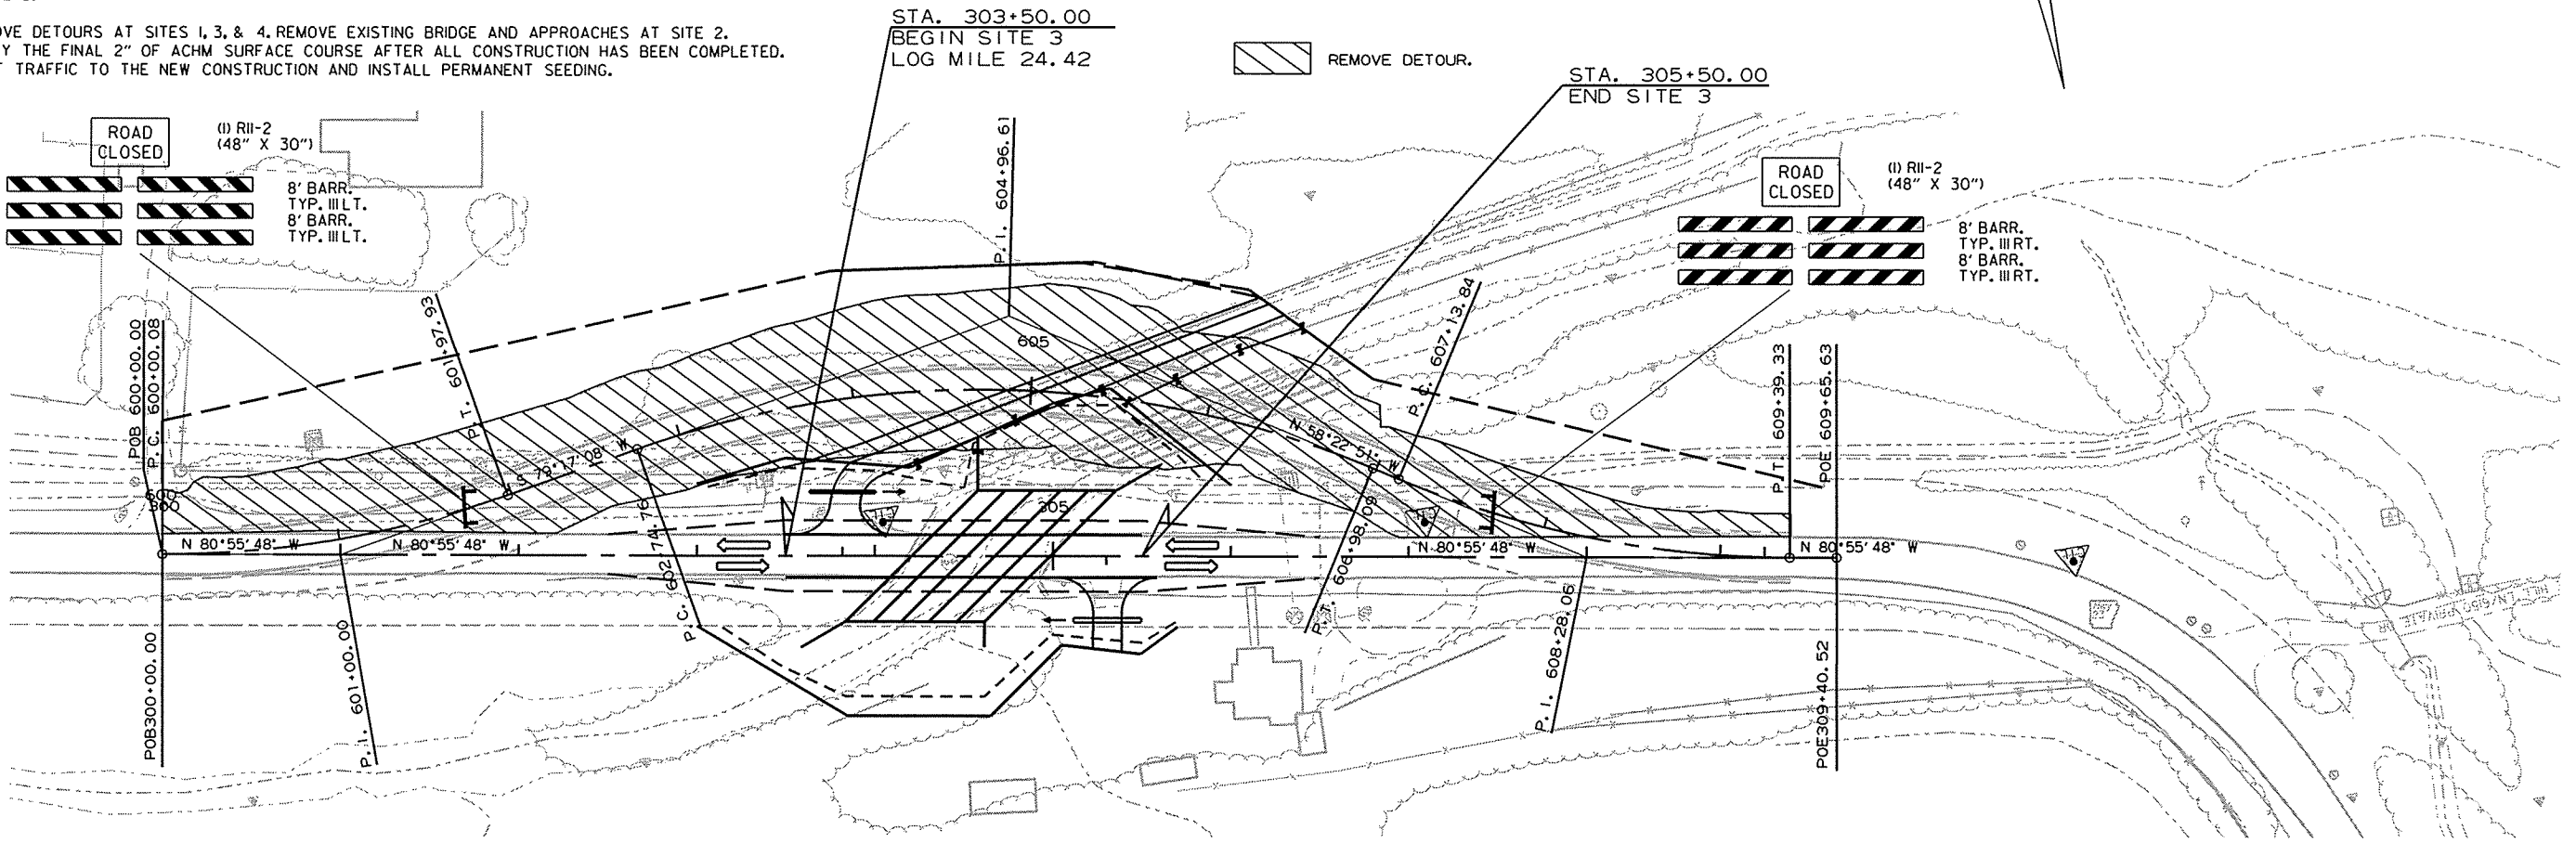 OVE DETOURS AT SITES 1, 3, & 4. REMOVE EXISTING BRIDGE AND APPROACHES AT SITE 2.
Y THE FINAL 2" OF ACHM SURFACE COURSE AFTER ALL CONSTRUCTION HAS BEEN COMPLETED.
T TRAFFIC TO THE NEW CONSTRUCTION AND INSTALL PERMANENT SEEDING.
STA. 303+50.00
BEGIN SITE 3
LOG MILE 24.42
REMOVE DETOUR.
STA. 305+50.00
END SITE 3
ROAD
CLOSED
(1) R11-2
(48" X 30")
8' BARR.
TYP. III LT.
8' BARR.
TYP. III LT.
ROAD
CLOSED
(1) R11-2
(48" X 30")
8' BARR.
TYP. III RT.
8' BARR.
TYP. III RT.
POB 600+00.00
P.C. 600+00.08
P.T. 601+97.93
P.I. 604+96.61
P.C. 607+13.84
P.T. 609+39.33
POE 609+65.63
605
S 79°17'08" W
N 58°22'51" W
600
300
305
N 80°55'48" W
N 80°55'48" W
N 80°55'48" W
N 80°55'48" W
POB300+00.00
P.I. 601+00.00
P.C. 602+74.76
P.T. 606+98.08
P.I. 608+28.06
POE309+40.52